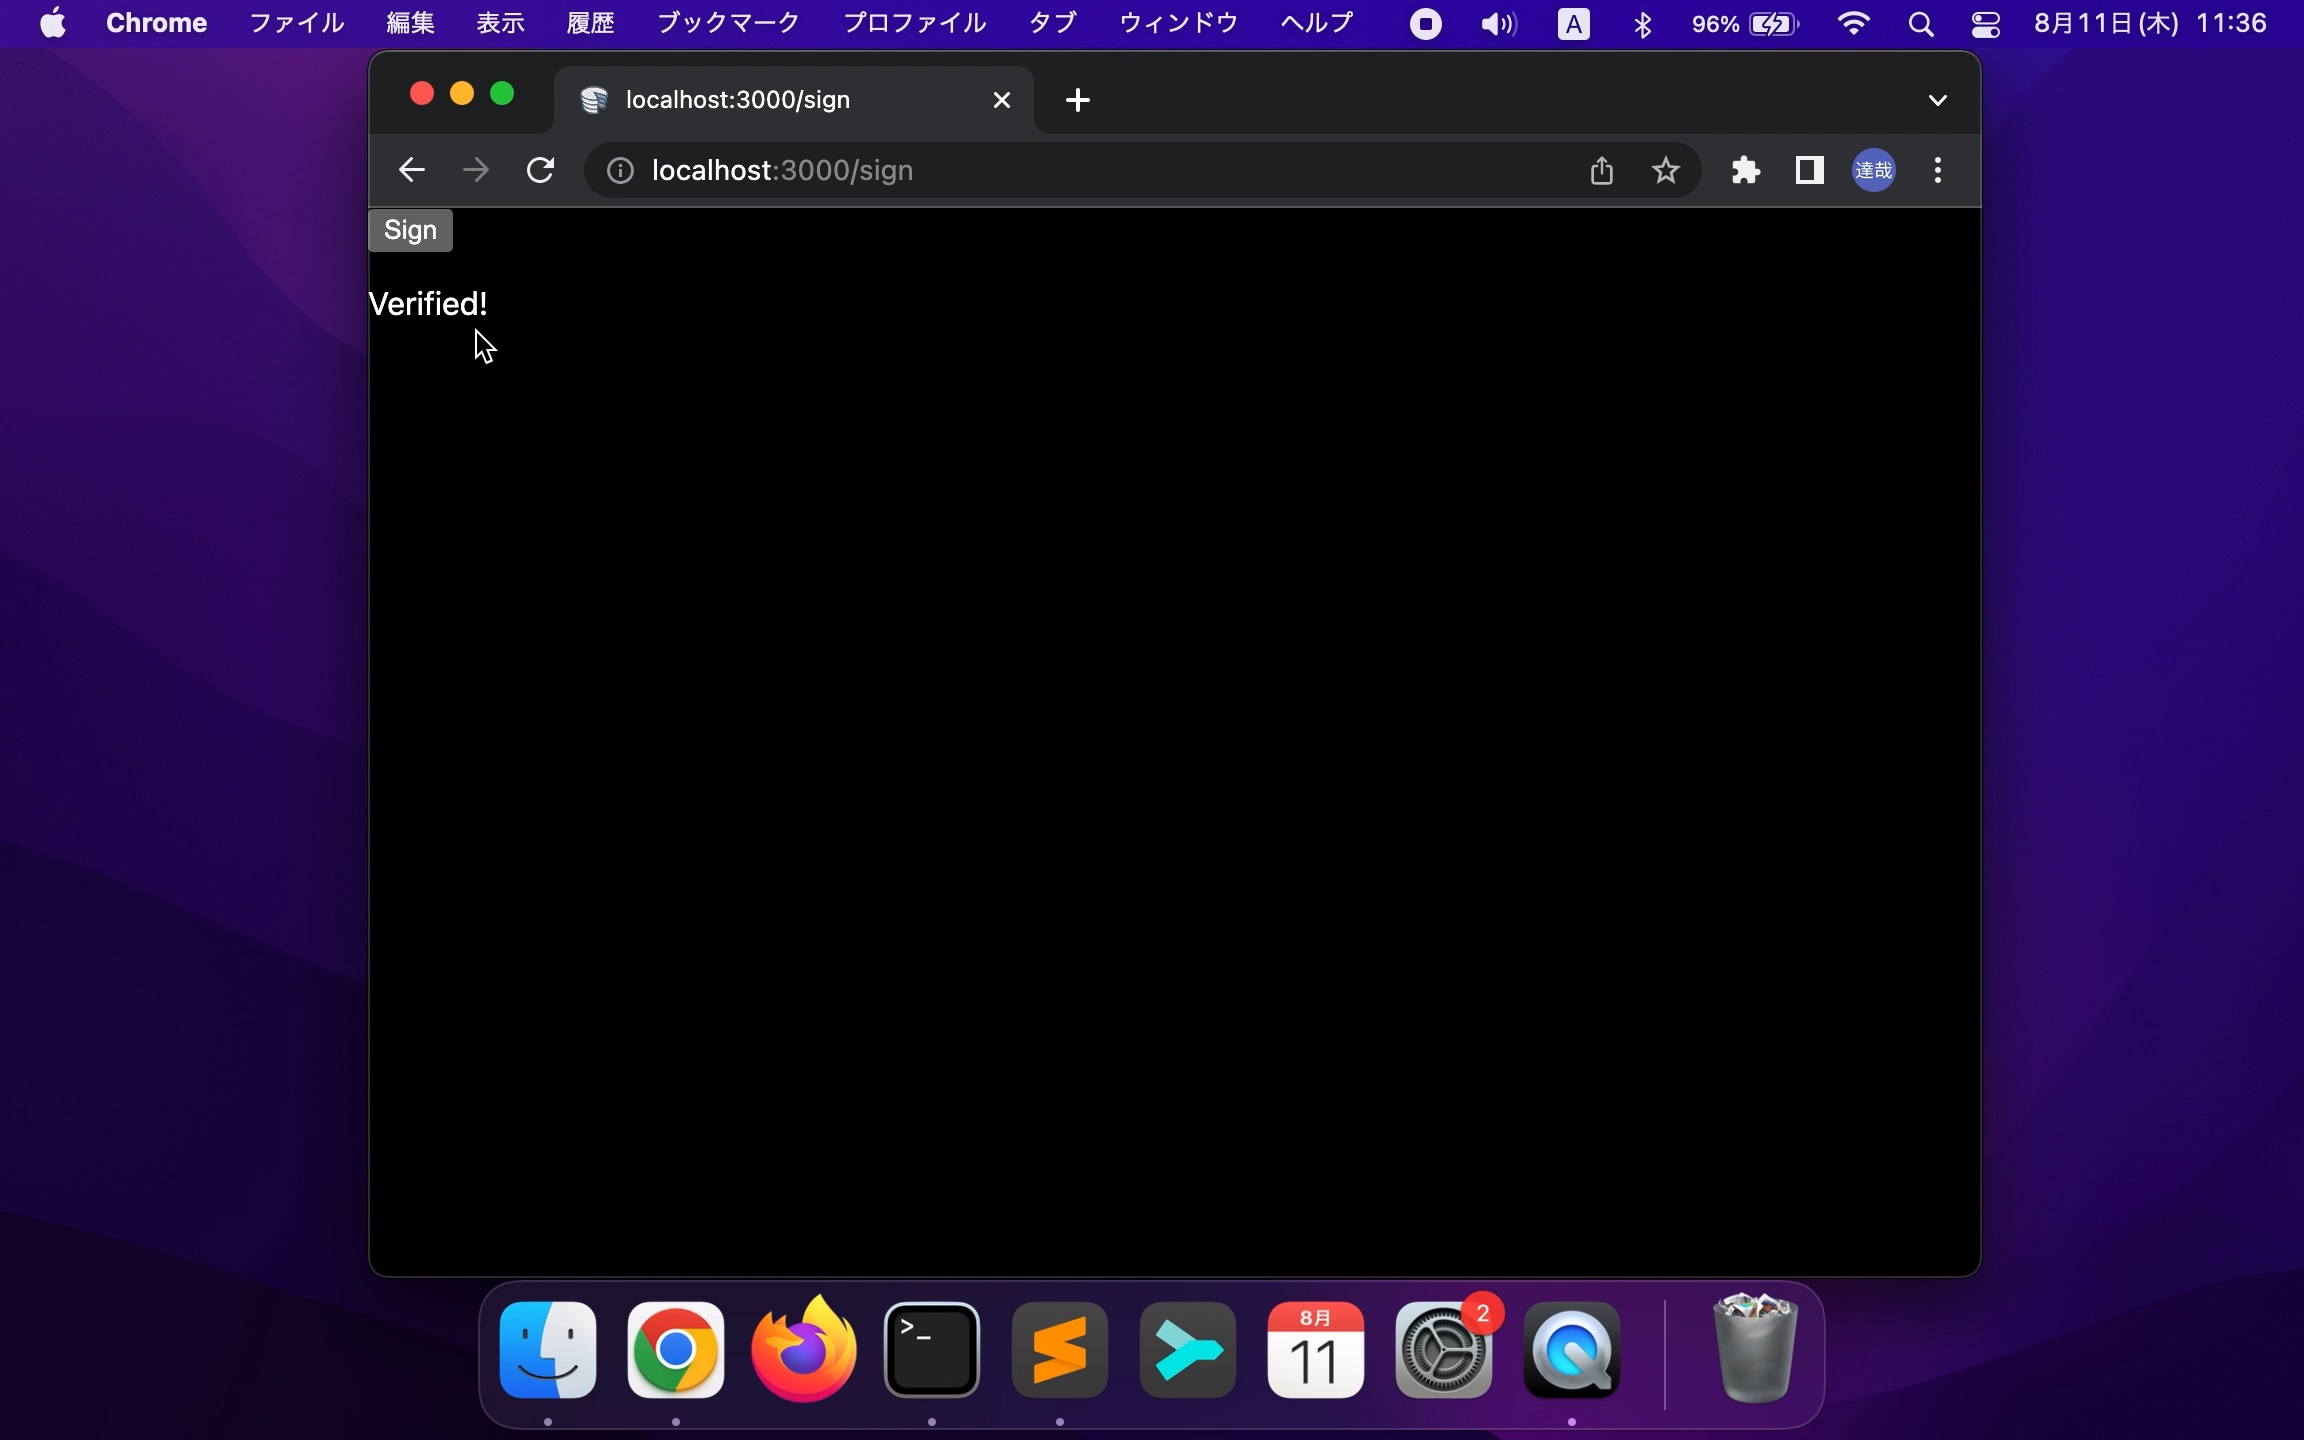 Chrome ファイル 編集 表示 履歴 ブックマーク プロファイル タブ ウィンドウ ヘルプ A 96% 8月11日(木) 11:36
localhost:3000/sign
localhost:3000/sign 達哉
Sign
Verified!
>_
8月
11
2